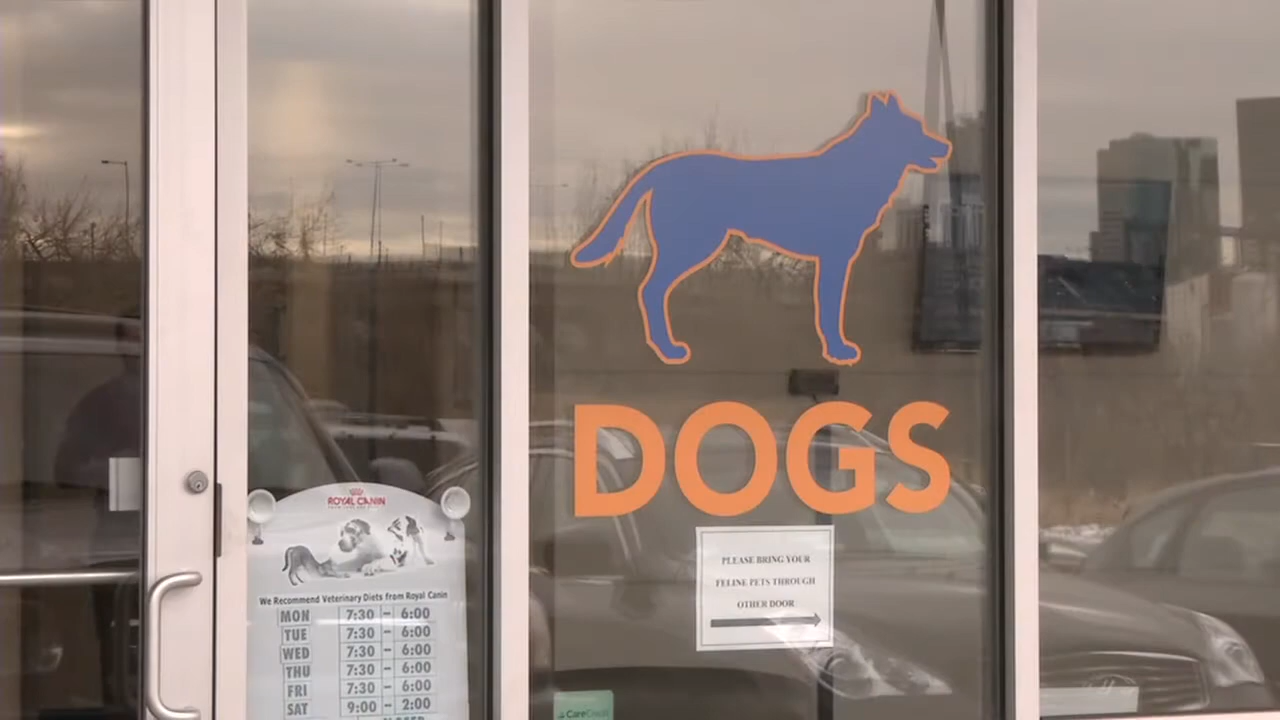 DOGS
PLEASE BRING YOUR
FELINE PETS THROUGH
OTHER DOOR
ROYAL CANIN
We Recommend Veterinary Diets from Royal Canin
MON 7:30 - 6:00
TUE 7:30 - 6:00
WED 7:30 - 6:00
THU 7:30 - 6:00
FRI 7:30 - 6:00
SAT 9:00 - 2:00
CareCredit